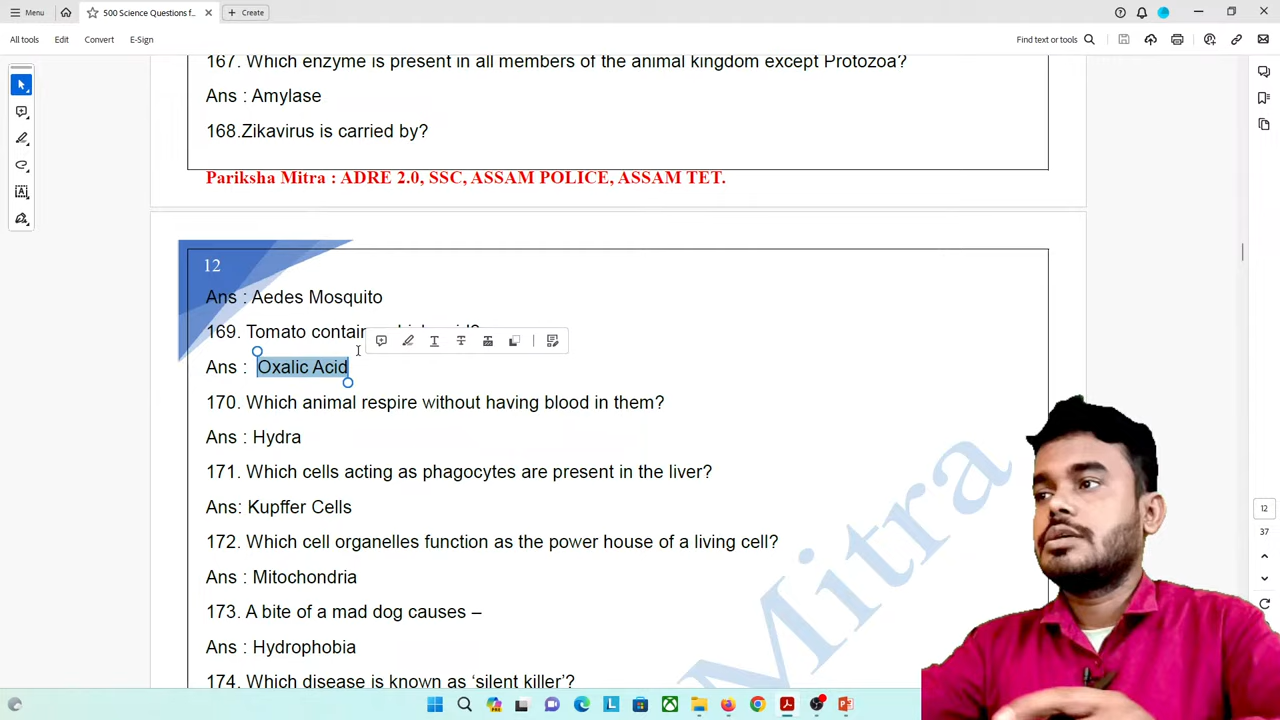 Menu
500 Science Questions f...
Create
All tools
Edit
Convert
E-Sign
Find text or tools
167. Which enzyme is present in all members of the animal kingdom except Protozoa?
Ans : Amylase
168.Zikavirus is carried by?
Pariksha Mitra : ADRE 2.0, SSC, ASSAM POLICE, ASSAM TET.
12
Ans : Aedes Mosquito
169. Tomato contain
Ans : Oxalic Acid
170. Which animal respire without having blood in them?
Ans : Hydra
171. Which cells acting as phagocytes are present in the liver?
Ans: Kupffer Cells
172. Which cell organelles function as the power house of a living cell?
Ans : Mitochondria
173. A bite of a mad dog causes –
Ans : Hydrophobia
174. Which disease is known as ‘silent killer’?
Mitra
12
37